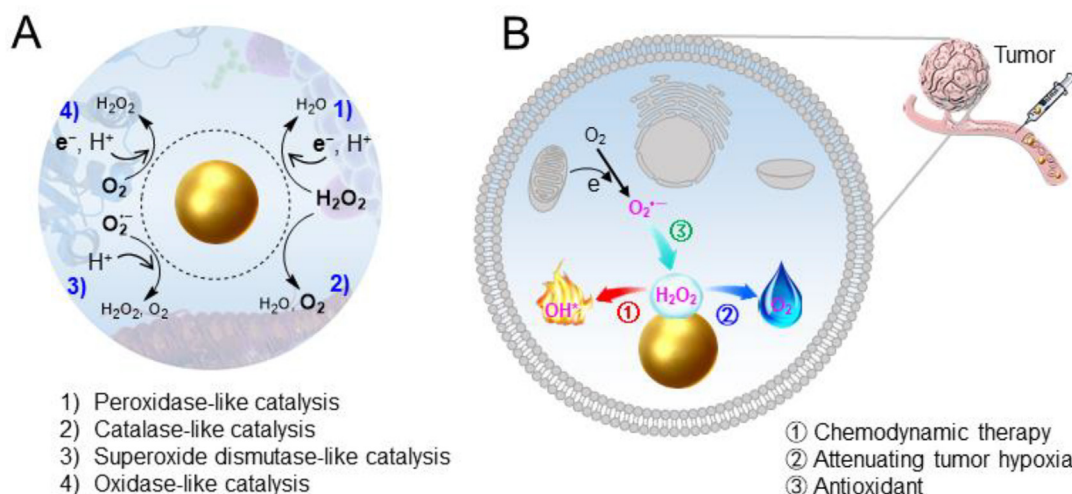 A
4)
H₂O₂
H₂O
1)
e⁻, H⁺
e⁻, H⁺
O₂
H₂O₂
O₂•−
H⁺
3)
2)
H₂O₂, O₂
H₂O, O₂
1) Peroxidase-like catalysis
2) Catalase-like catalysis
3) Superoxide dismutase-like catalysis
4) Oxidase-like catalysis
B
Tumor
O₂
e⁻
O₂•−
③
OH*
H₂O₂
O₂
①
②
① Chemodynamic therapy
② Attenuating tumor hypoxia
③ Antioxidant